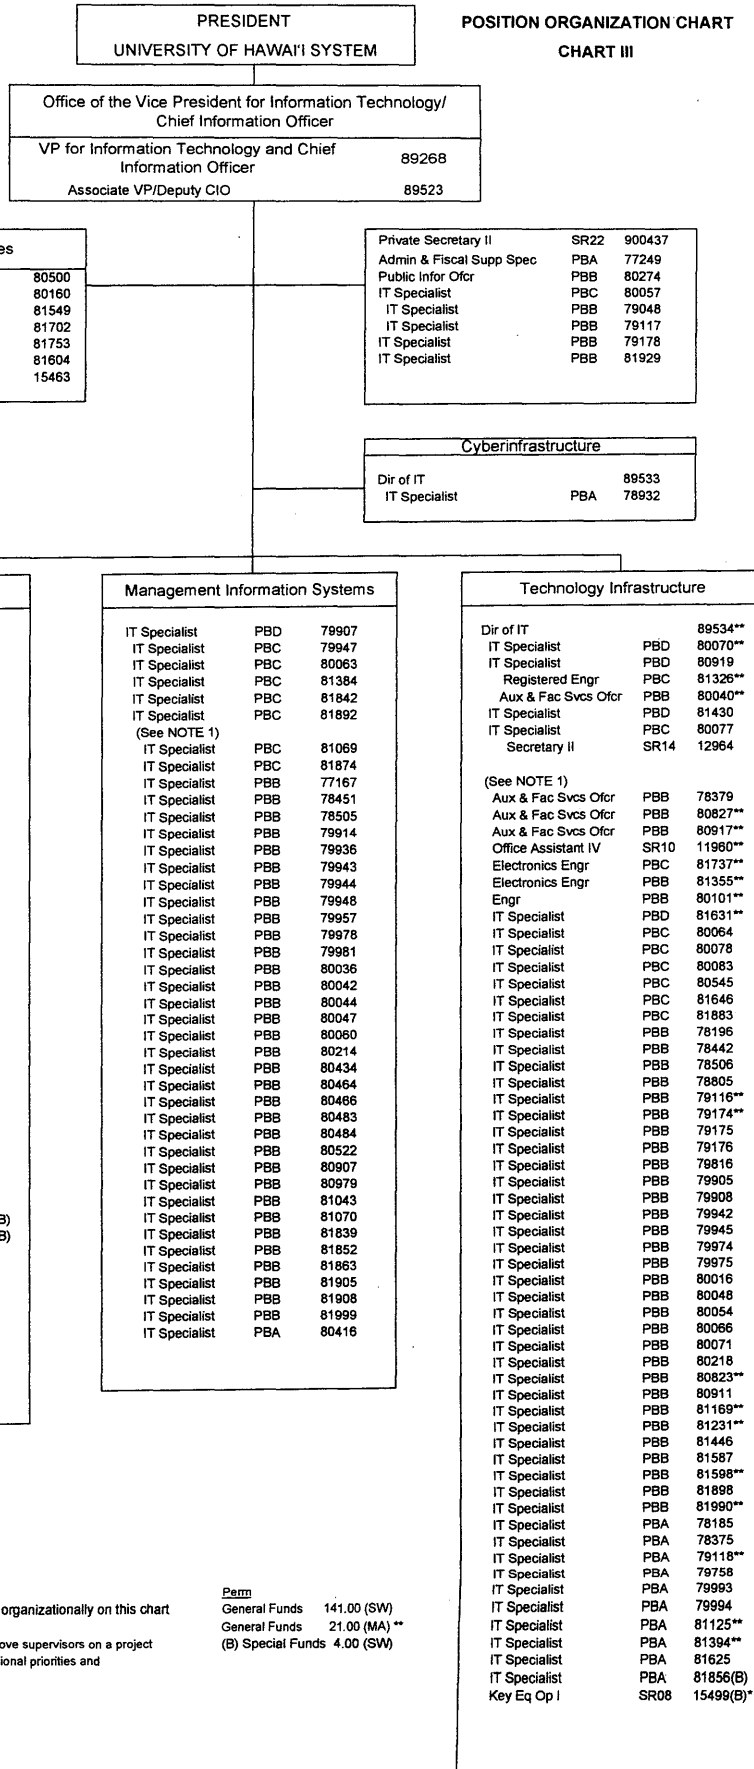 PRESIDENT
UNIVERSITY OF HAWAI'I SYSTEM
POSITION ORGANIZATION CHART
CHART III
Office of the Vice President for Information Technology/
Chief Information Officer
VP for Information Technology and Chief
Information Officer 89268
Associate VP/Deputy CIO 89523
es
80500
80160
81549
81702
81753
81604
15463
Private Secretary II SR22 900437
Admin & Fiscal Supp Spec PBA 77249
Public Infor Ofcr PBB 80274
IT Specialist PBC 80057
IT Specialist PBB 79048
IT Specialist PBB 79117
IT Specialist PBB 79178
IT Specialist PBB 81929
Cyberinfrastructure
Dir of IT 89533
IT Specialist PBA 78932
B)
B)
Management Information Systems
IT Specialist PBD 79907
IT Specialist PBC 79947
IT Specialist PBC 80063
IT Specialist PBC 81384
IT Specialist PBC 81842
IT Specialist PBC 81892
(See NOTE 1)
IT Specialist PBC 81069
IT Specialist PBC 81874
IT Specialist PBB 77167
IT Specialist PBB 78451
IT Specialist PBB 78505
IT Specialist PBB 79914
IT Specialist PBB 79936
IT Specialist PBB 79943
IT Specialist PBB 79944
IT Specialist PBB 79948
IT Specialist PBB 79957
IT Specialist PBB 79978
IT Specialist PBB 79981
IT Specialist PBB 80036
IT Specialist PBB 80042
IT Specialist PBB 80044
IT Specialist PBB 80047
IT Specialist PBB 80060
IT Specialist PBB 80214
IT Specialist PBB 80434
IT Specialist PBB 80464
IT Specialist PBB 80466
IT Specialist PBB 80483
IT Specialist PBB 80484
IT Specialist PBB 80522
IT Specialist PBB 80907
IT Specialist PBB 80979
IT Specialist PBB 81043
IT Specialist PBB 81070
IT Specialist PBB 81839
IT Specialist PBB 81852
IT Specialist PBB 81863
IT Specialist PBB 81905
IT Specialist PBB 81908
IT Specialist PBB 81999
IT Specialist PBA 80416
Technology Infrastructure
Dir of IT 89534**
IT Specialist PBD 80070**
IT Specialist PBD 80919
Registered Engr PBC 81326**
Aux & Fac Svcs Ofcr PBB 80040**
IT Specialist PBD 81430
IT Specialist PBC 80077
Secretary II SR14 12964
(See NOTE 1)
Aux & Fac Svcs Ofcr PBB 78379
Aux & Fac Svcs Ofcr PBB 80827**
Aux & Fac Svcs Ofcr PBB 80917**
Office Assistant IV SR10 11960**
Electronics Engr PBC 81737**
Electronics Engr PBB 81355**
Engr PBB 80101**
IT Specialist PBD 81631**
IT Specialist PBC 80064
IT Specialist PBC 80078
IT Specialist PBC 80083
IT Specialist PBC 80545
IT Specialist PBC 81646
IT Specialist PBC 81883
IT Specialist PBB 78196
IT Specialist PBB 78442
IT Specialist PBB 78506
IT Specialist PBB 78805
IT Specialist PBB 79116**
IT Specialist PBB 79174**
IT Specialist PBB 79175
IT Specialist PBB 79176
IT Specialist PBB 79816
IT Specialist PBB 79905
IT Specialist PBB 79908
IT Specialist PBB 79942
IT Specialist PBB 79945
IT Specialist PBB 79974
IT Specialist PBB 79975
IT Specialist PBB 80016
IT Specialist PBB 80048
IT Specialist PBB 80054
IT Specialist PBB 80066
IT Specialist PBB 80071
IT Specialist PBB 80218
IT Specialist PBB 80823**
IT Specialist PBB 80911
IT Specialist PBB 81169**
IT Specialist PBB 81231**
IT Specialist PBB 81446
IT Specialist PBB 81587
IT Specialist PBB 81598**
IT Specialist PBB 81898
IT Specialist PBB 81990**
IT Specialist PBA 78185
IT Specialist PBA 78375
IT Specialist PBA 79118**
IT Specialist PBA 79758
IT Specialist PBA 79993
IT Specialist PBA 79994
IT Specialist PBA 81125**
IT Specialist PBA 81394**
IT Specialist PBA 81625
IT Specialist PBA 81856(B)
Key Eq Op I SR08 15499(B)*
organizationally on this chart
ove supervisors on a project
ional priorities and
Perm
General Funds 141.00 (SW)
General Funds 21.00 (MA) **
(B) Special Funds 4.00 (SW)